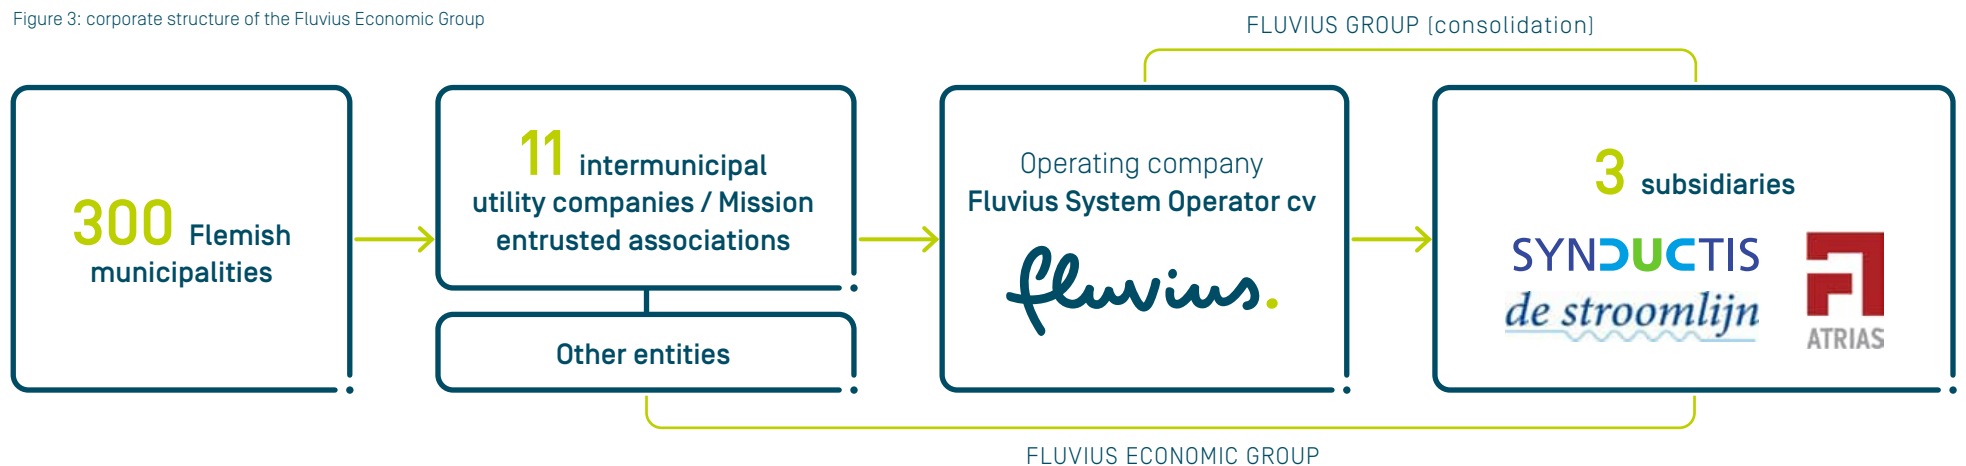 Figure 3: corporate structure of the Fluvius Economic Group
FLUVIUS GROUP (consolidation)
300 Flemish
municipalities
11 intermunicipal
utility companies / Mission
entrusted associations
Other entities
Operating company
Fluvius System Operator cv
fluvius.
3 subsidiaries
SYNDUCTIS
de stroomlijn
ATRIAS
FLUVIUS ECONOMIC GROUP